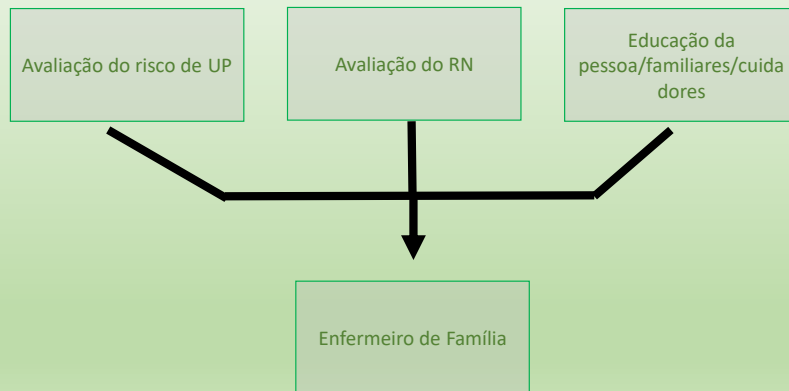 Avaliação do risco de UP
Avaliação do RN
Educação da
pessoa/familiares/cuida
dores
Enfermeiro de Família